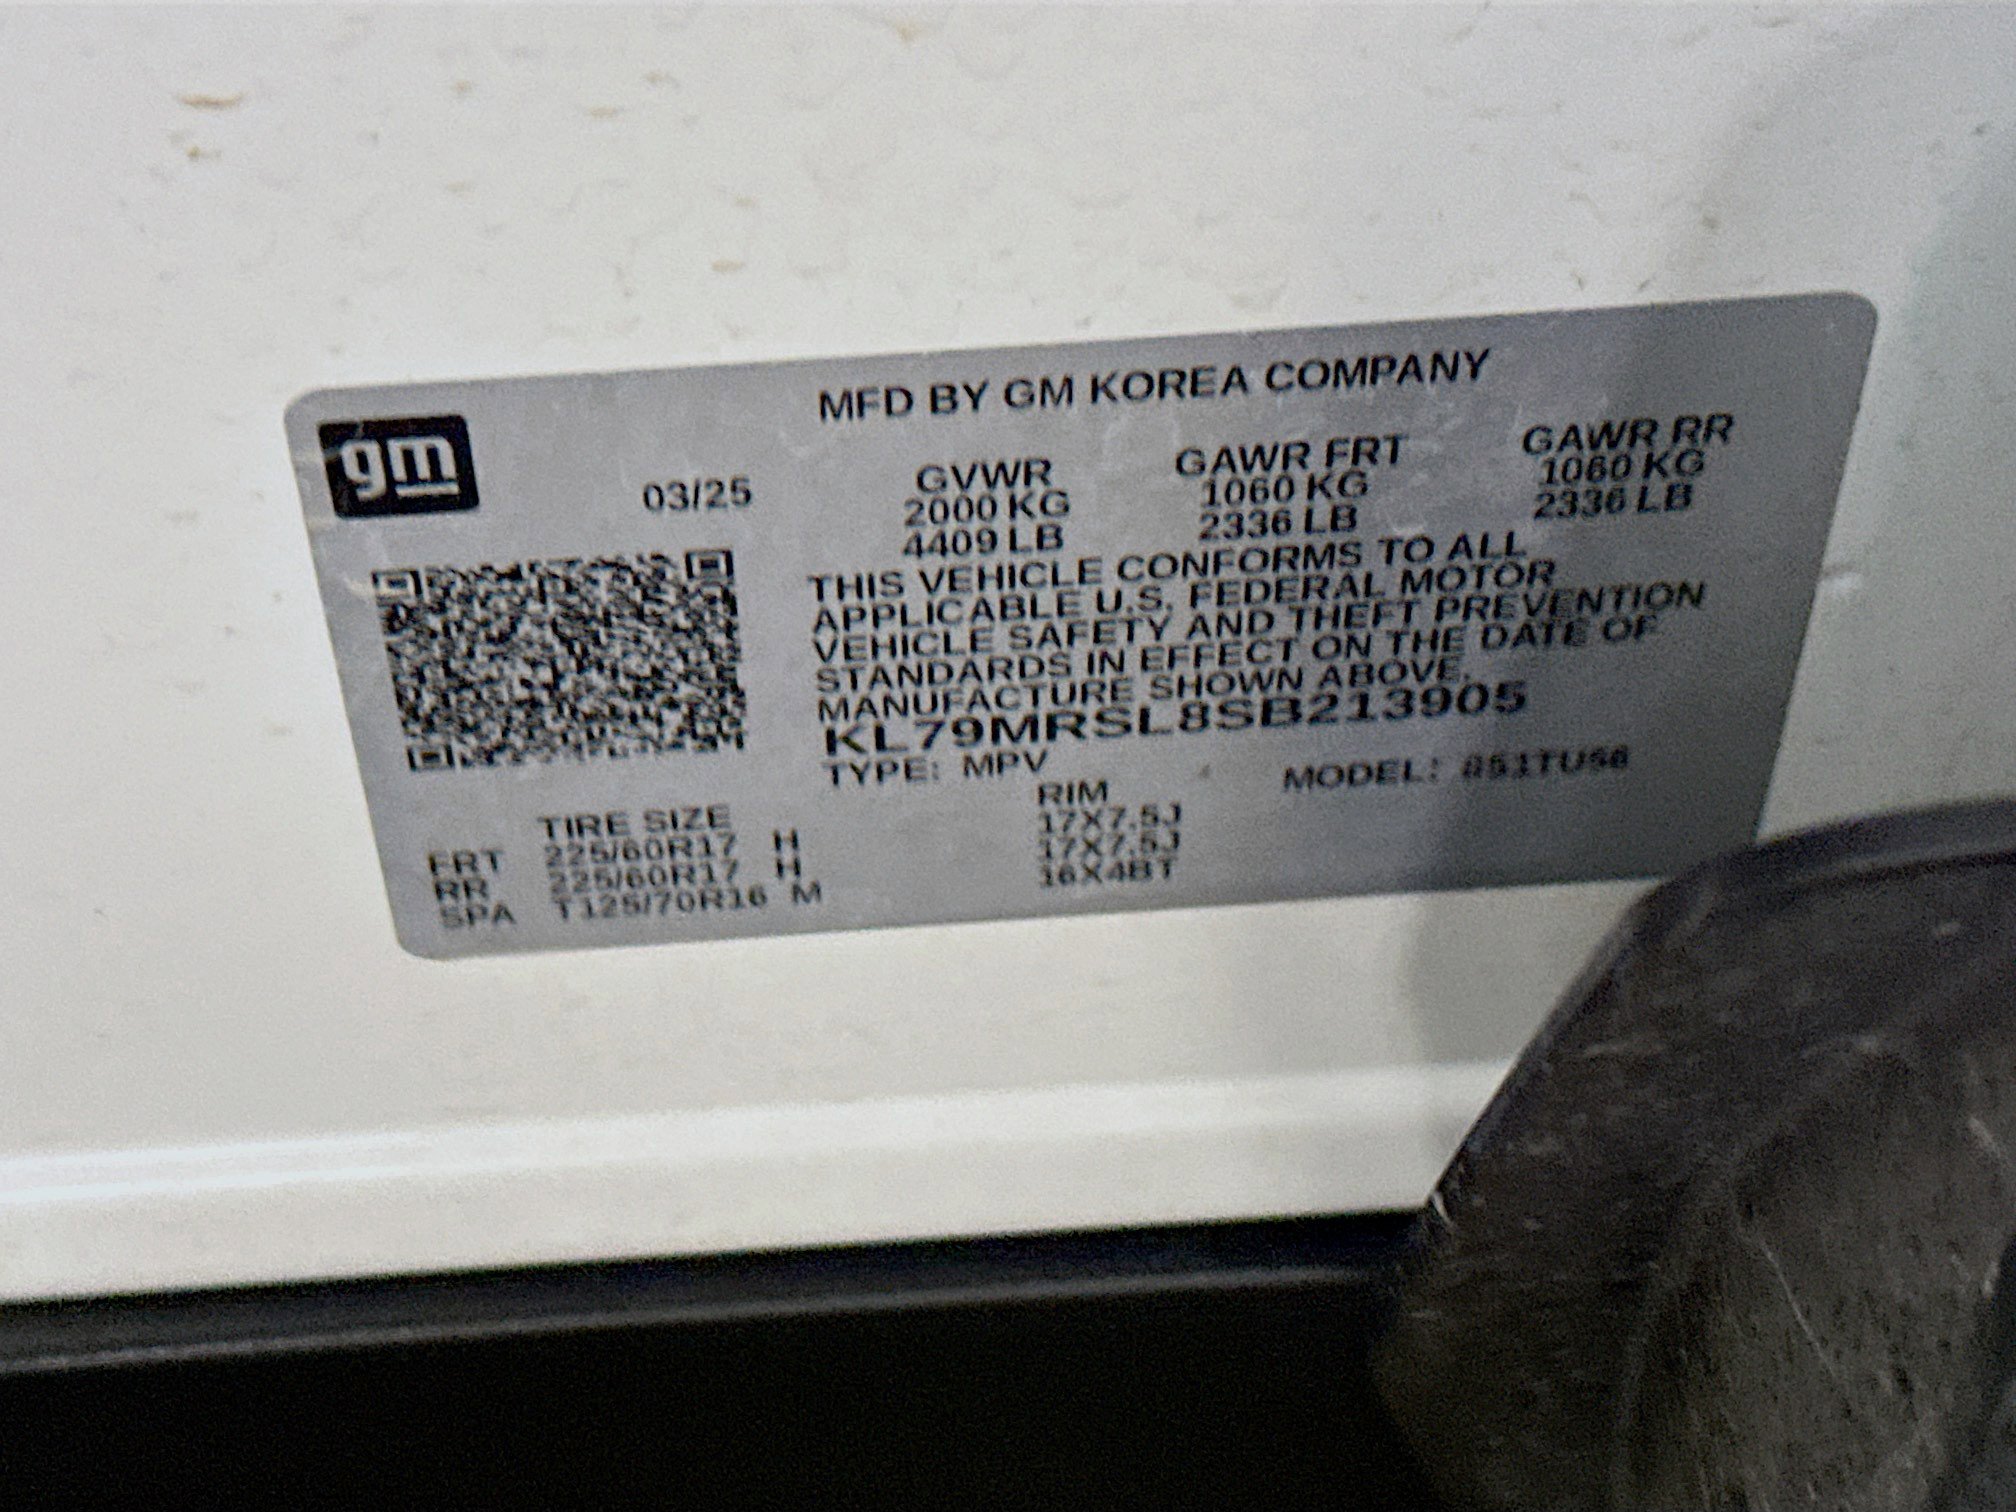 gm
MFD BY GM KOREA COMPANY
03/25
GVWR GAWR FRT GAWR RR
2000 KG 1060 KG 1060 KG
4409 LB 2336 LB 2336 LB
THIS VEHICLE CONFORMS TO ALL
APPLICABLE U.S. FEDERAL MOTOR
VEHICLE SAFETY AND THEFT PREVENTION
STANDARDS IN EFFECT ON THE DATE OF
MANUFACTURE SHOWN ABOVE.
KL79MRSL8SB213905
TYPE: MPV MODEL:
TIRE SIZE RIM
FRT 225/60R17 H 17X7.5J
RR 225/60R17 H 17X7.5J
SPA T125/70R16 M 16X4BT